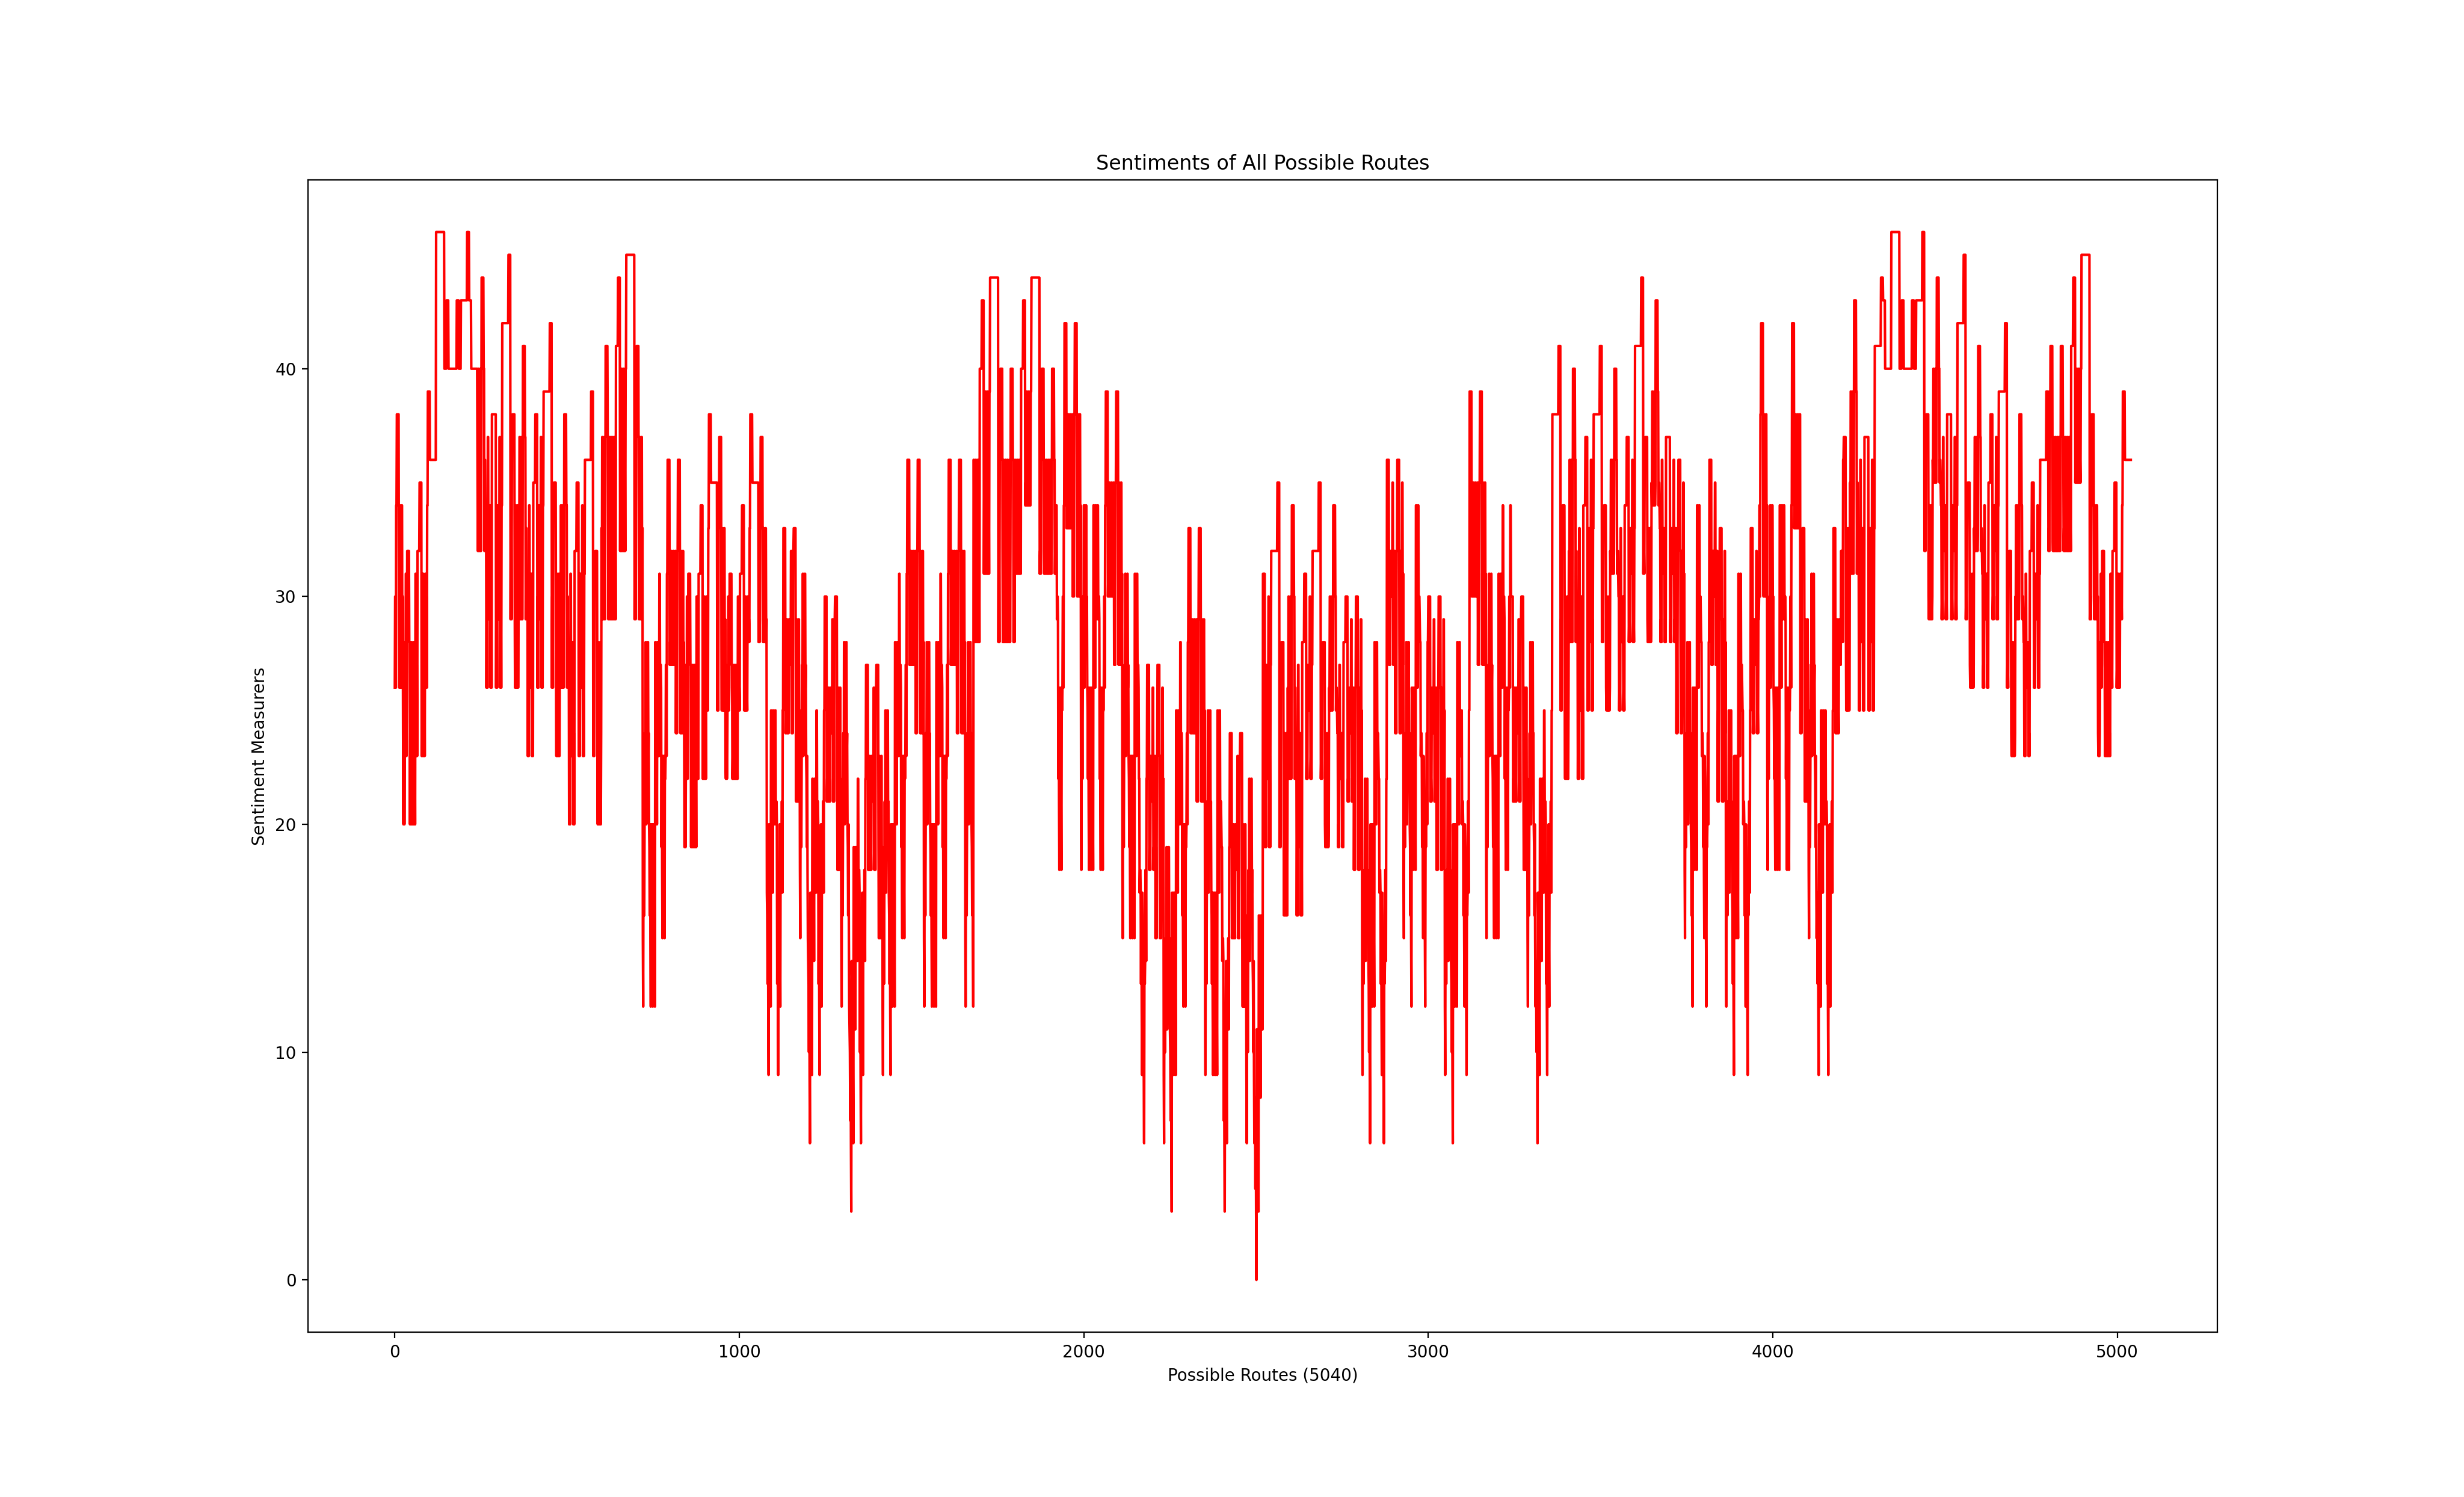 Sentiments of All Possible Routes
Sentiment Measurers
40
30
20
10
0
0 1000 2000 3000 4000 5000
Possible Routes (5040)